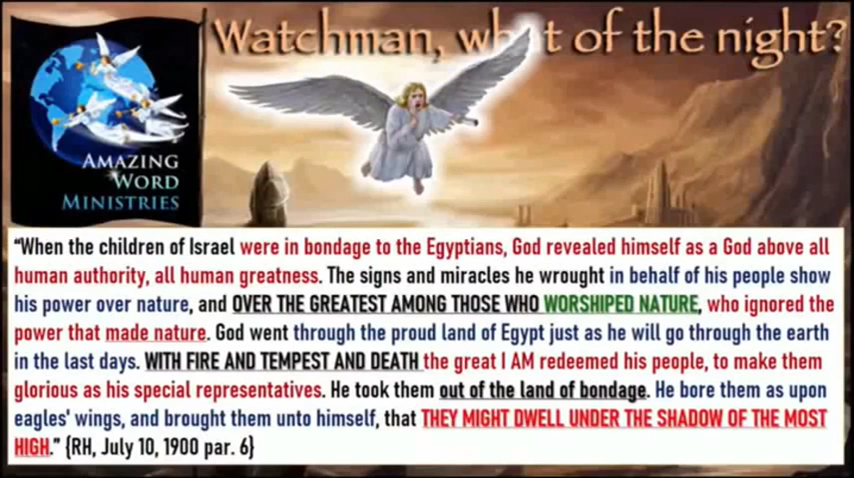 Watchman, wh t of the night?
AMAZING
WORD
MINISTRIES
“When the children of Israel were in bondage to the Egyptians, God revealed himself as a God above all
human authority, all human greatness. The signs and miracles he wrought in behalf of his people show
his power over nature, and OVER THE GREATEST AMONG THOSE WHO WORSHIPED NATURE, who ignored the
power that made nature. God went through the proud land of Egypt just as he will go through the earth
in the last days. WITH FIRE AND TEMPEST AND DEATH the great I AM redeemed his people, to make them
glorious as his special representatives. He took them out of the land of bondage. He bore them as upon
eagles' wings, and brought them unto himself, that THEY MIGHT DWELL UNDER THE SHADOW OF THE MOST
HIGH.” {RH, July 10, 1900 par. 6}